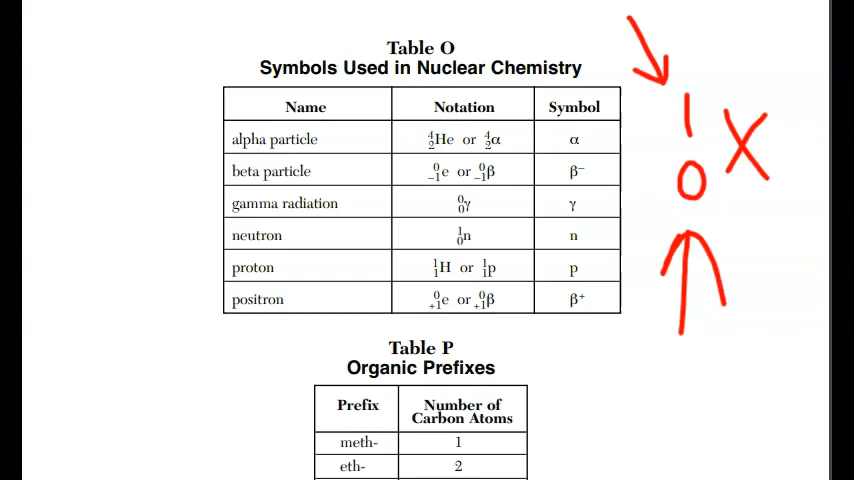 Table O
Symbols Used in Nuclear Chemistry
Name Notation Symbol
alpha particle ⁴₂He or ⁴₂α α
beta particle ⁰₋₁e or ⁰₋₁β β⁻
gamma radiation ⁰₀γ γ
neutron ¹₀n n
proton ¹₁H or ¹₁p p
positron ⁰₊₁e or ⁰₊₁β β⁺
1
0 X
Table P
Organic Prefixes
Prefix Number of
Carbon Atoms
meth- 1
eth- 2